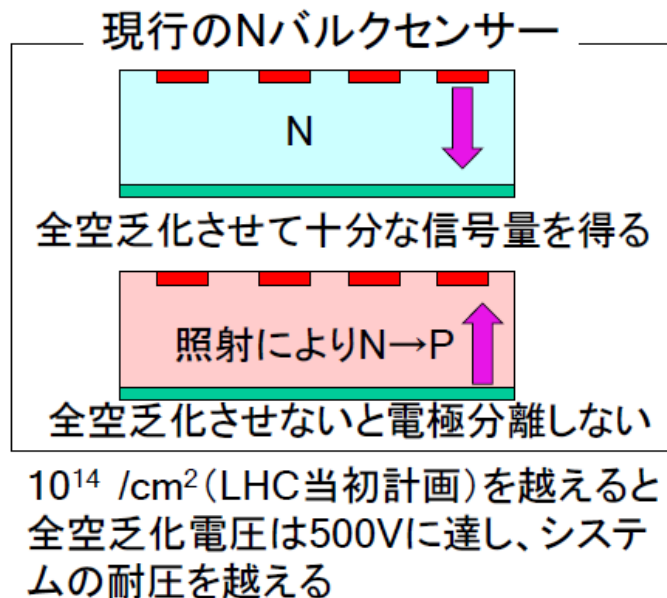 現行のNバルクセンサー
N
全空乏化させて十分な信号量を得る
照射によりN→P
全空乏化させないと電極分離しない
10¹⁴ /cm²(LHC当初計画)を越えると
全空乏化電圧は500Vに達し、システ
ムの耐圧を越える